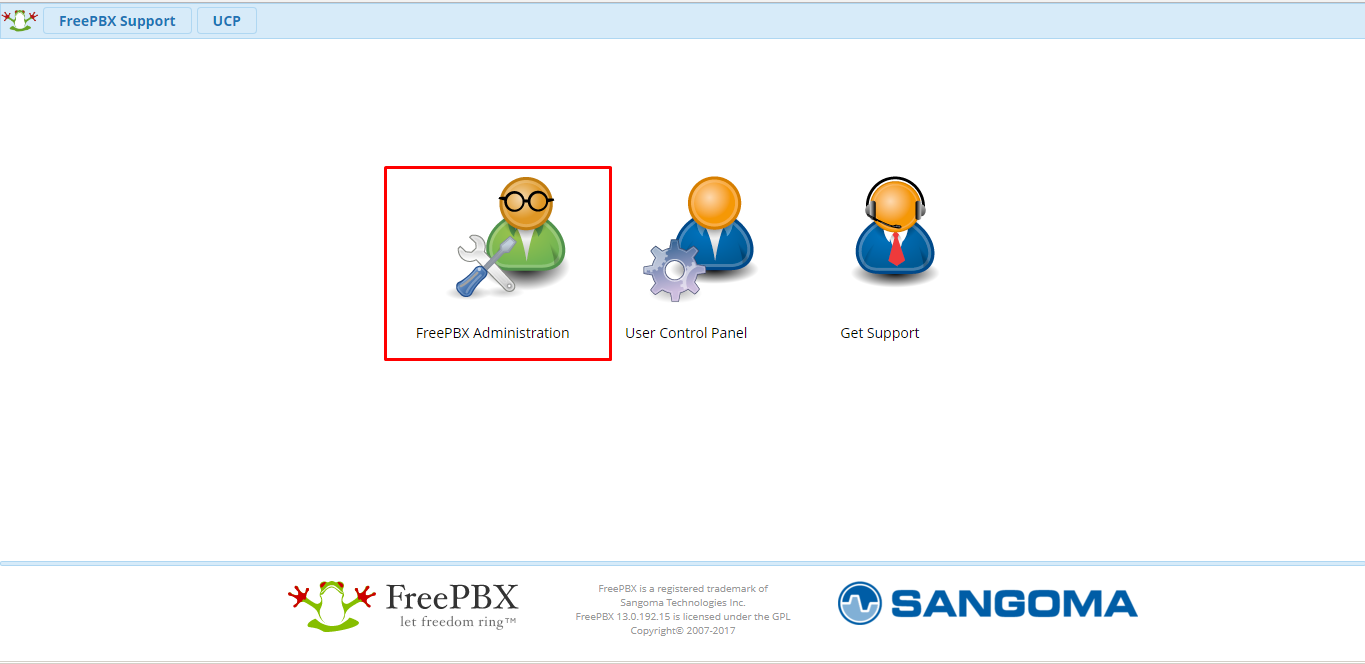 FreePBX Support
UCP
FreePBX Administration
User Control Panel
Get Support
FreePBX
let freedom ring™
FreePBX is a registered trademark of
Sangoma Technologies Inc.
FreePBX 13.0.192.15 is licensed under the GPL
Copyright© 2007-2017
SANGOMA